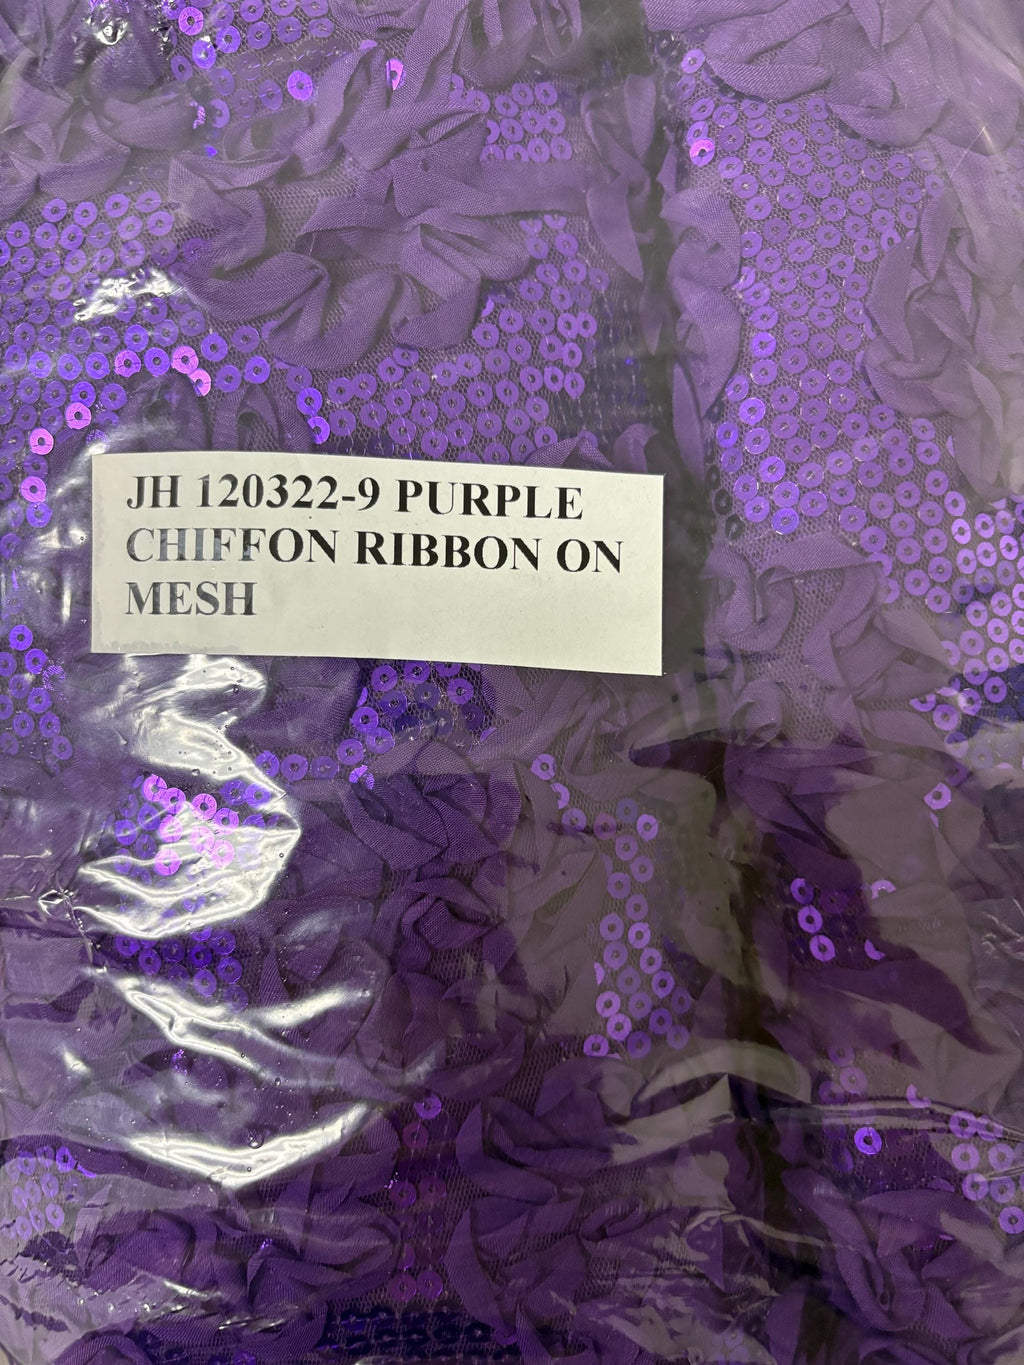 JH 120322-9 PURPLE
CHIFFON RIBBON ON
MESH